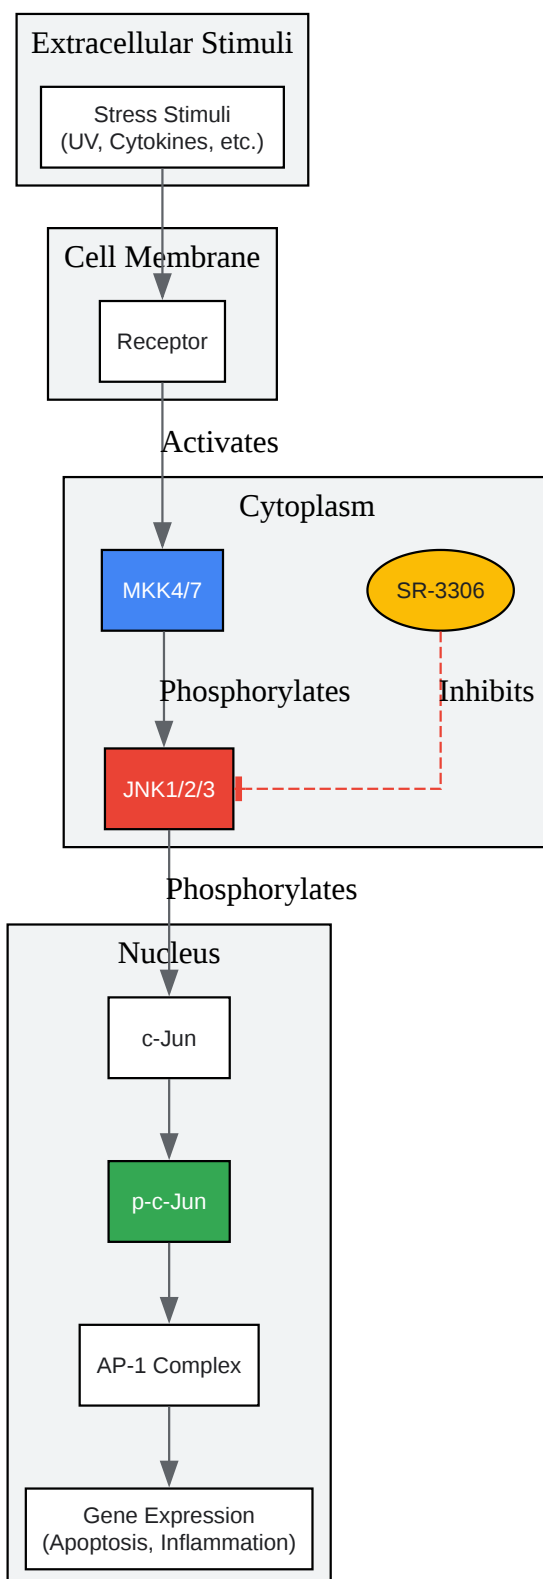 Extracellular Stimuli
Stress Stimuli
(UV, Cytokines, etc.)
Cell Membrane
Receptor
Activates
Cytoplasm
MKK4/7
SR-3306
Phosphorylates
Inhibits
JNK1/2/3
Phosphorylates
Nucleus
c-Jun
p-c-Jun
AP-1 Complex
Gene Expression
(Apoptosis, Inflammation)